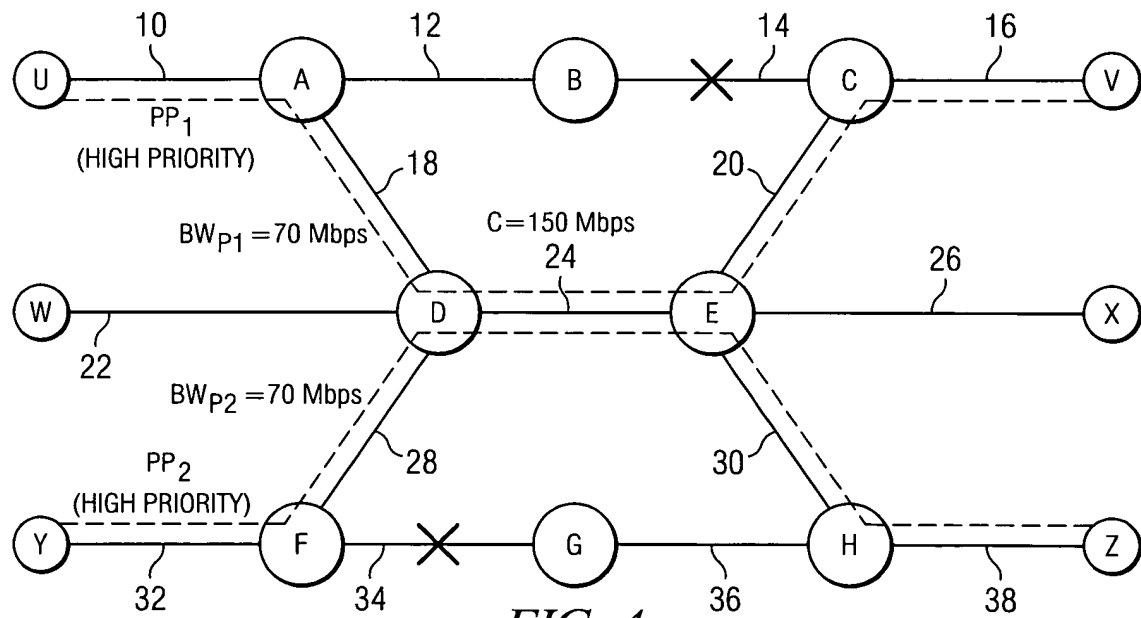 10
12
14
16
U
A
B
C
V
PP1
(HIGH PRIORITY)
18
20
BWP1 = 70 Mbps
C=150 Mbps
24
26
W
D
E
X
22
BWP2 = 70 Mbps
28
30
PP2
(HIGH PRIORITY)
Y
F
G
H
Z
32
34
36
38